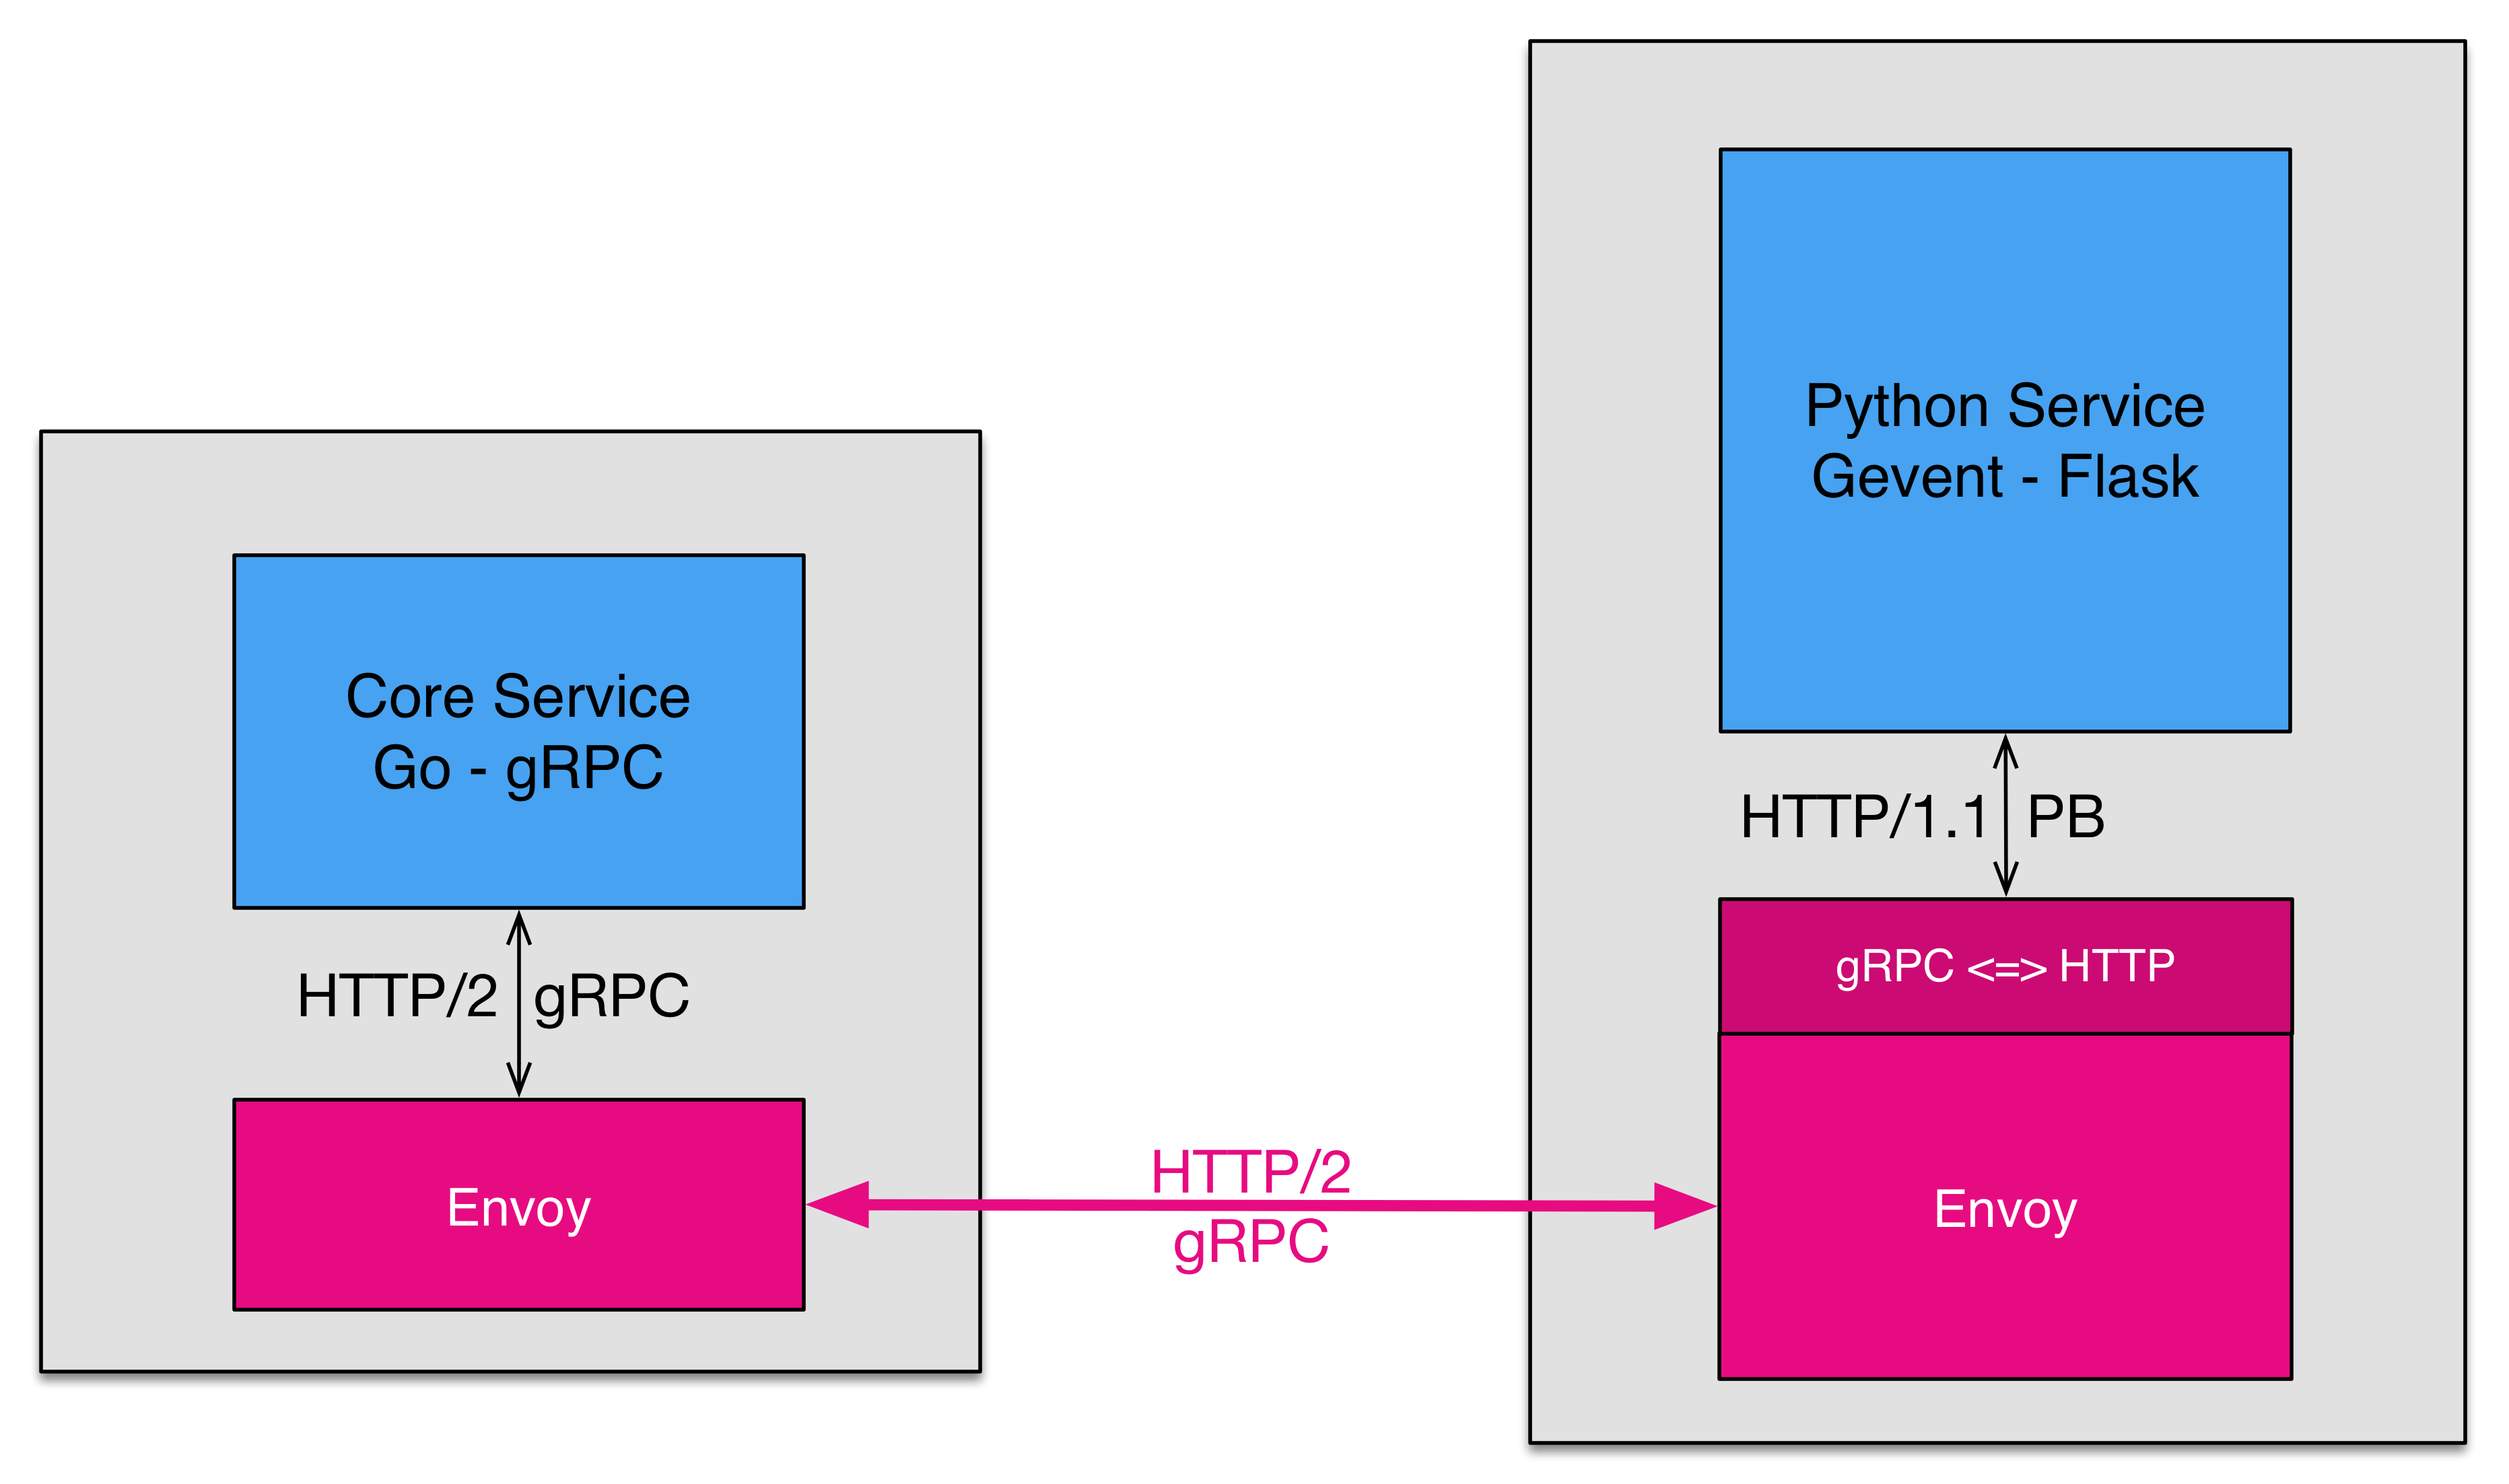 Core Service
Go - gRPC
HTTP/2 gRPC
Envoy
HTTP/2
gRPC
Python Service
Gevent - Flask
HTTP/1.1 PB
gRPC <=> HTTP
Envoy